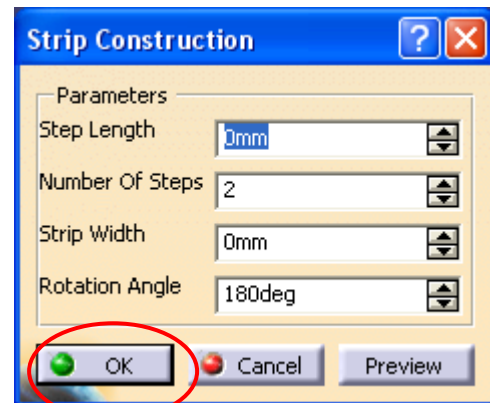 Strip Construction
Parameters
Step Length 0mm
Number Of Steps 2
Strip Width 0mm
Rotation Angle 180deg
OK Cancel Preview